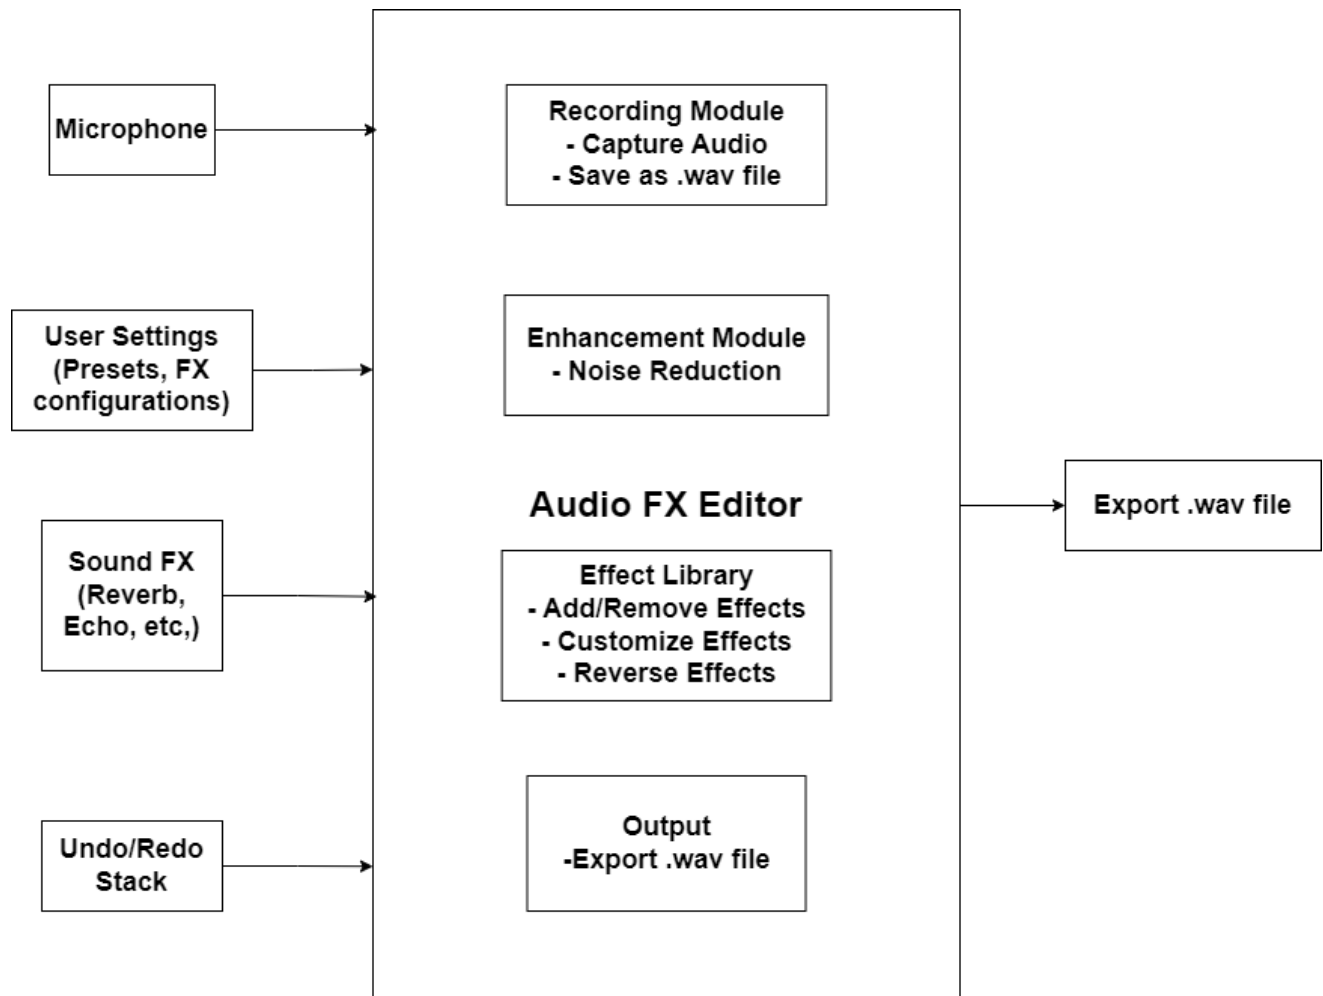 Microphone
User Settings
(Presets, FX
configurations)
Sound FX
(Reverb,
Echo, etc,)
Undo/Redo
Stack
Recording Module
- Capture Audio
- Save as .wav file
Enhancement Module
- Noise Reduction
Audio FX Editor
Effect Library
- Add/Remove Effects
- Customize Effects
- Reverse Effects
Output
-Export .wav file
Export .wav file